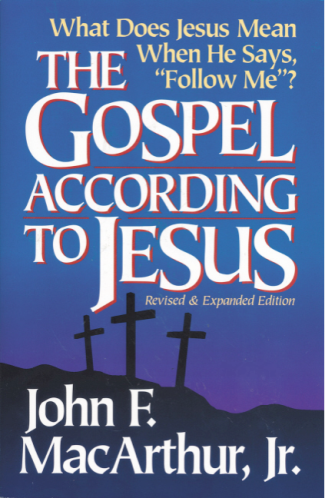 What Does Jesus Mean
When He Says,
"Follow Me"?
THE
GOSPEL
ACCORDING
TO JESUS
Revised & Expanded Edition
John F.
MacArthur, Jr.